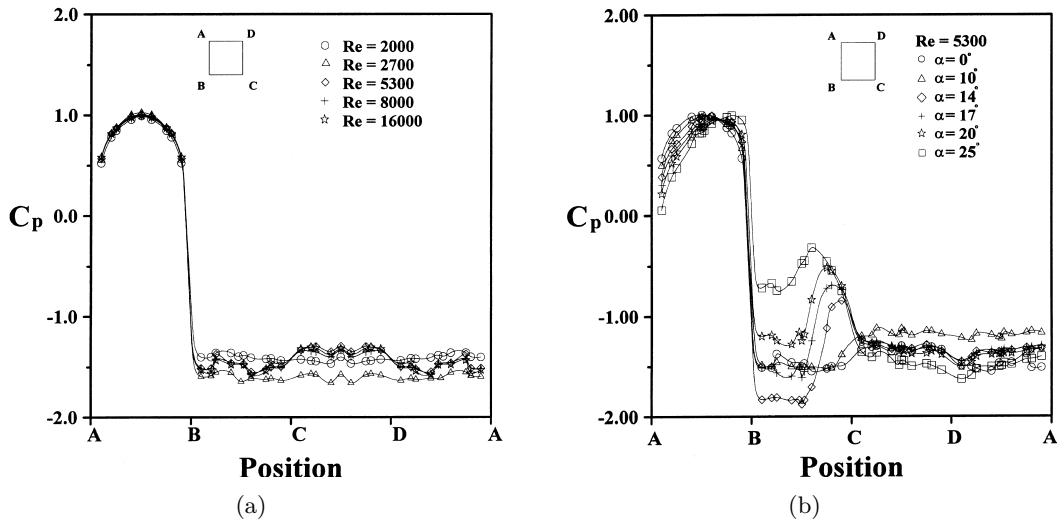 2.0
1.0
0.0
-1.0
-2.0
Cp
A
D
B
C
Re = 2000
Re = 2700
Re = 5300
Re = 8000
Re = 16000
A
B
C
D
A
Position
(a)
2.00
1.00
0.00
-1.00
-2.00
Cp
A
D
B
C
Re = 5300
α = 0°
α = 10°
α = 14°
α = 17°
α = 20°
α = 25°
A
B
C
D
A
Position
(b)